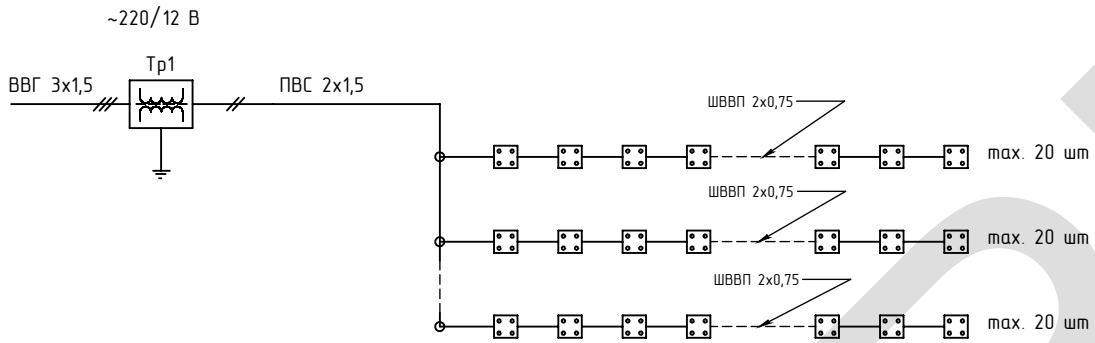 ~220/12 В
Тр1
ВВГ 3х1,5
ПВС 2х1,5
ШВВП 2х0,75
max. 20 шт
ШВВП 2х0,75
max. 20 шт
ШВВП 2х0,75
max. 20 шт